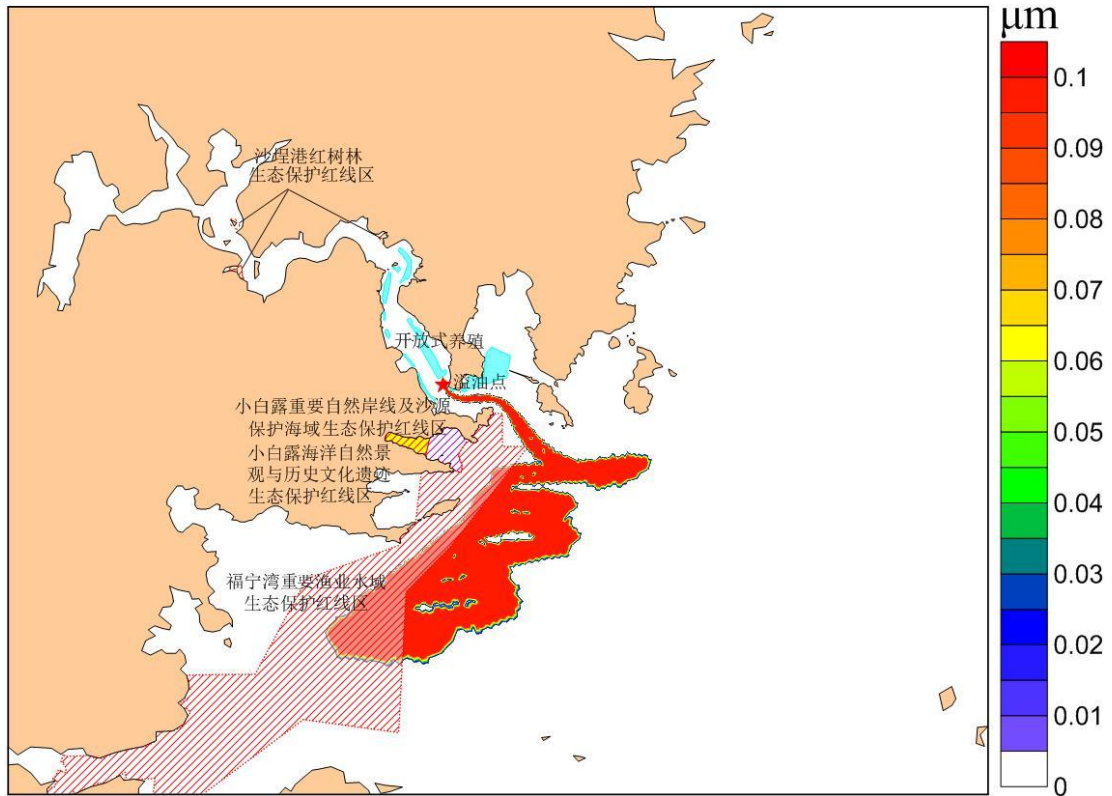 μm
沙埕港红树林
生态保护红线区
开放式养殖
溢油点
小白露重要自然岸线及沙源
保护海域生态保护红线区
小白露海洋自然景
观与历史文化遗迹
生态保护红线区
福宁湾重要渔业水域
生态保护红线区
0.1
0.09
0.08
0.07
0.06
0.05
0.04
0.03
0.02
0.01
0